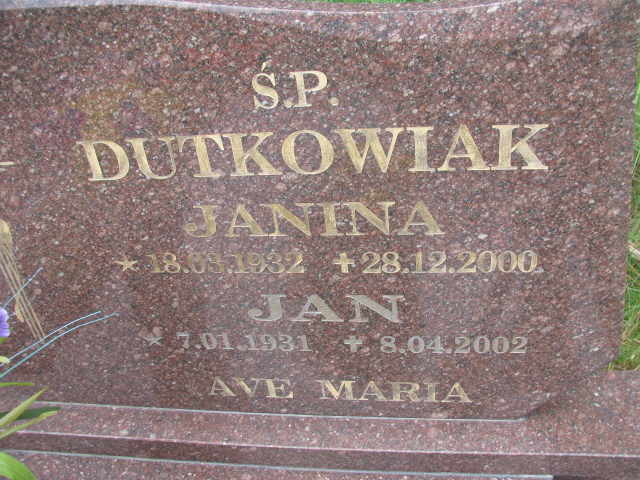 Ś.P.
DUTKOWIAK
JANINA
★ 18.03.1932 ✝ 28.12.2000
JAN
★ 7.01.1931 ✝ 8.04.2002
AVE MARIA